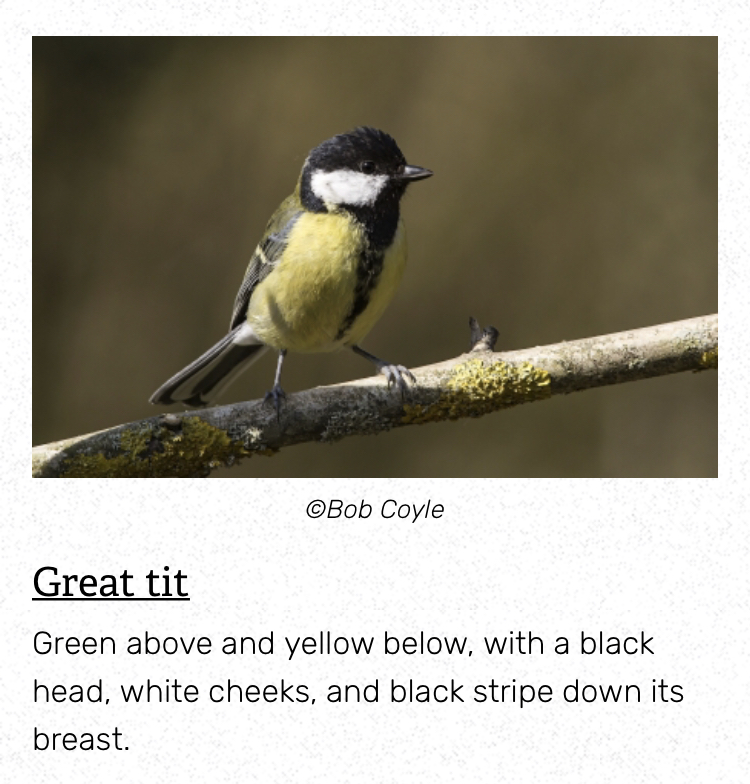 ©Bob Coyle
Great tit
Green above and yellow below, with a black
head, white cheeks, and black stripe down its
breast.